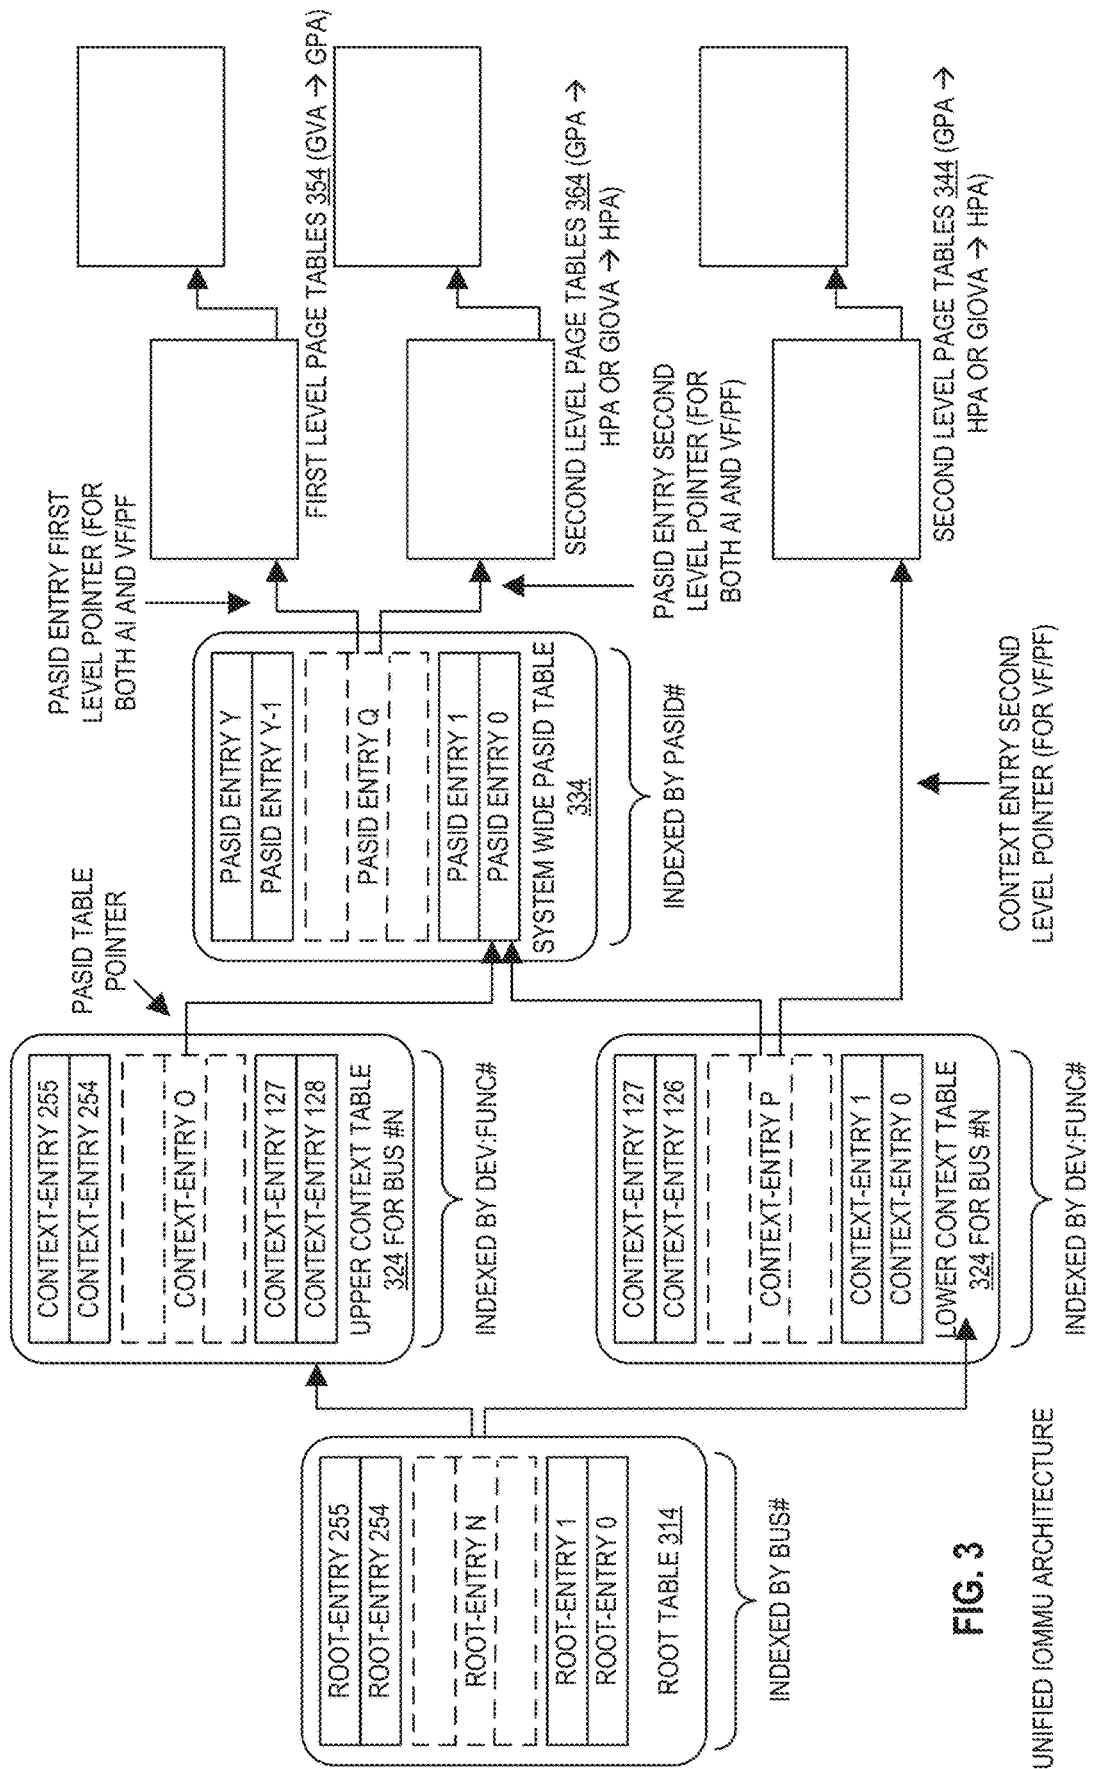 ROOT-ENTRY 255
ROOT-ENTRY 254
ROOT-ENTRY N
ROOT-ENTRY 1
ROOT-ENTRY 0
ROOT TABLE 314
INDEXED BY BUS#
CONTEXT-ENTRY 255
CONTEXT-ENTRY 254
CONTEXT-ENTRY O
CONTEXT-ENTRY 127
CONTEXT-ENTRY 128
UPPER CONTEXT TABLE
324 FOR BUS #N
INDEXED BY DEV:FUNC#
CONTEXT-ENTRY 127
CONTEXT-ENTRY 126
CONTEXT-ENTRY P
CONTEXT-ENTRY 1
CONTEXT-ENTRY 0
LOWER CONTEXT TABLE
324 FOR BUS #N
INDEXED BY DEV:FUNC#
PASID TABLE
POINTER
PASID ENTRY Y
PASID ENTRY Y-1
PASID ENTRY Q
PASID ENTRY 1
PASID ENTRY 0
SYSTEM WIDE PASID TABLE
334
INDEXED BY PASID#
PASID ENTRY FIRST
LEVEL POINTER (FOR
BOTH AI AND VF/PF
PASID ENTRY SECOND
LEVEL POINTER (FOR
BOTH AI AND VF/PF)
CONTEXT ENTRY SECOND
LEVEL POINTER (FOR VF/PF)
FIRST LEVEL PAGE TABLES 354 (GVA → GPA)
SECOND LEVEL PAGE TABLES 364 (GPA →
HPA OR GIOVA → HPA)
SECOND LEVEL PAGE TABLES 344 (GPA →
HPA OR GIOVA → HPA)
FIG. 3
UNIFIED IOMMU ARCHITECTURE